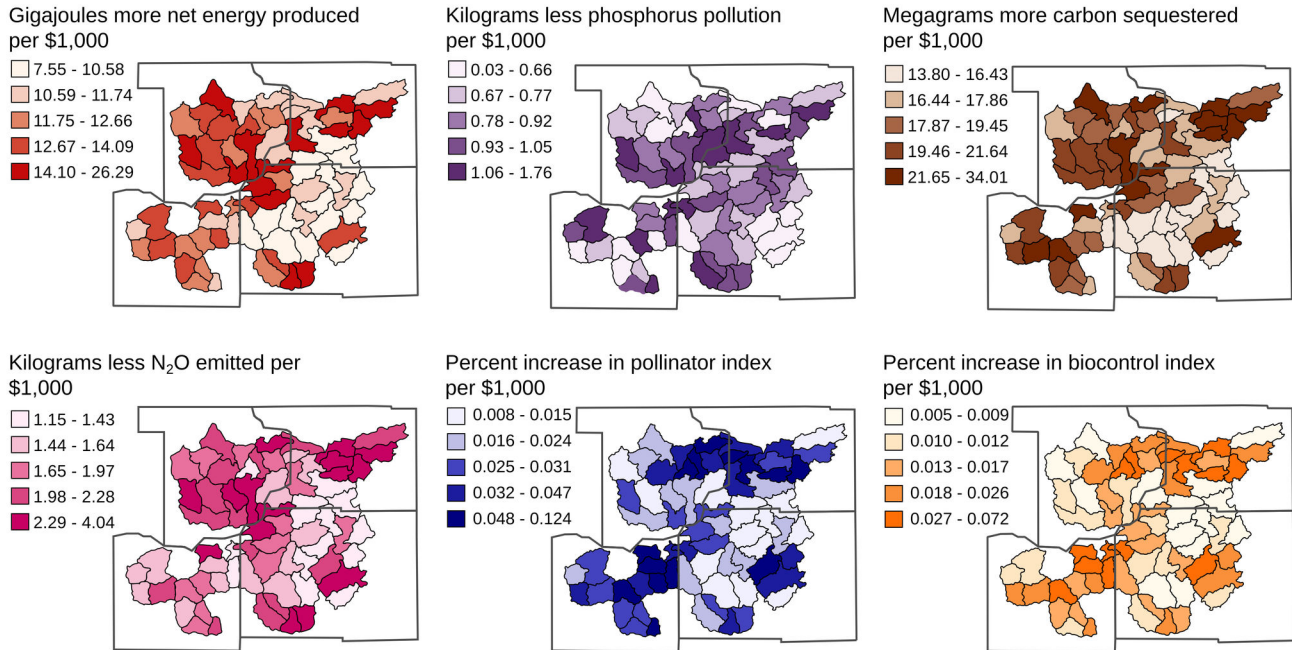 Gigajoules more net energy produced
per $1,000
7.55 - 10.58
10.59 - 11.74
11.75 - 12.66
12.67 - 14.09
14.10 - 26.29
Kilograms less phosphorus pollution
per $1,000
0.03 - 0.66
0.67 - 0.77
0.78 - 0.92
0.93 - 1.05
1.06 - 1.76
Megagrams more carbon sequestered
per $1,000
13.80 - 16.43
16.44 - 17.86
17.87 - 19.45
19.46 - 21.64
21.65 - 34.01
Kilograms less N₂O emitted per
$1,000
1.15 - 1.43
1.44 - 1.64
1.65 - 1.97
1.98 - 2.28
2.29 - 4.04
Percent increase in pollinator index
per $1,000
0.008 - 0.015
0.016 - 0.024
0.025 - 0.031
0.032 - 0.047
0.048 - 0.124
Percent increase in biocontrol index
per $1,000
0.005 - 0.009
0.010 - 0.012
0.013 - 0.017
0.018 - 0.026
0.027 - 0.072